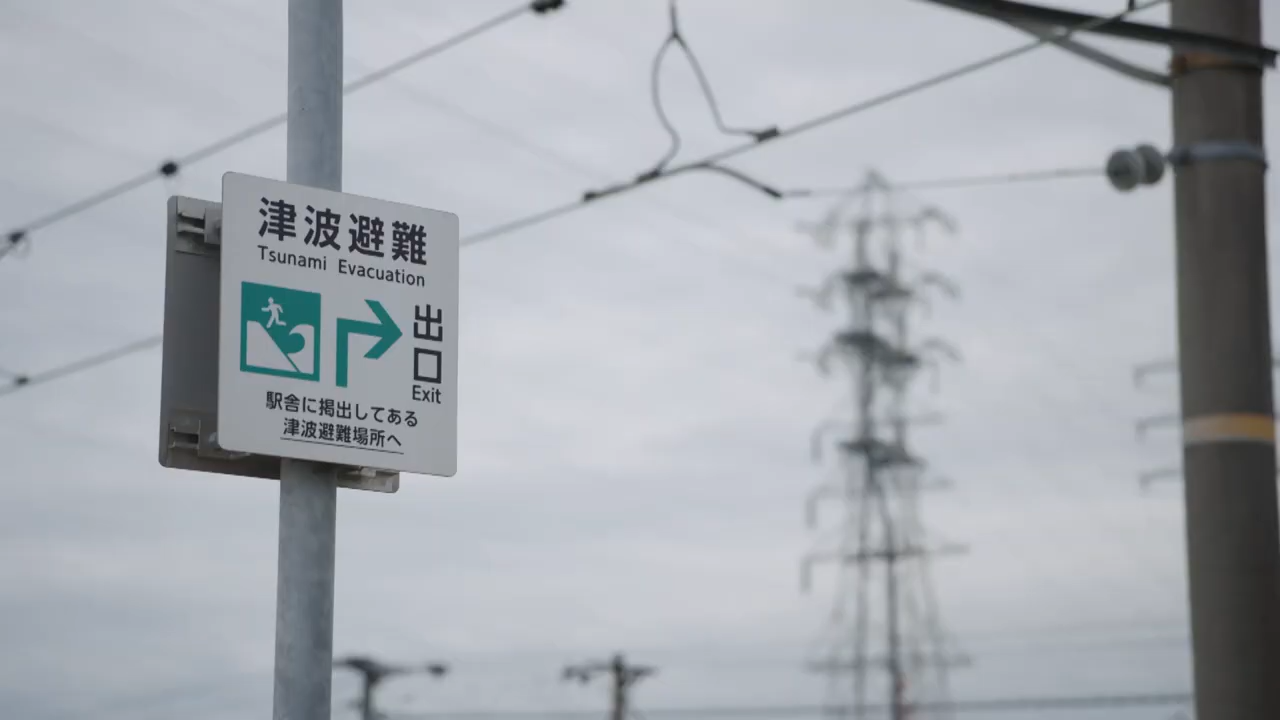 津波避難
Tsunami Evacuation
出口
Exit
駅舎に掲出してある
津波避難場所へ